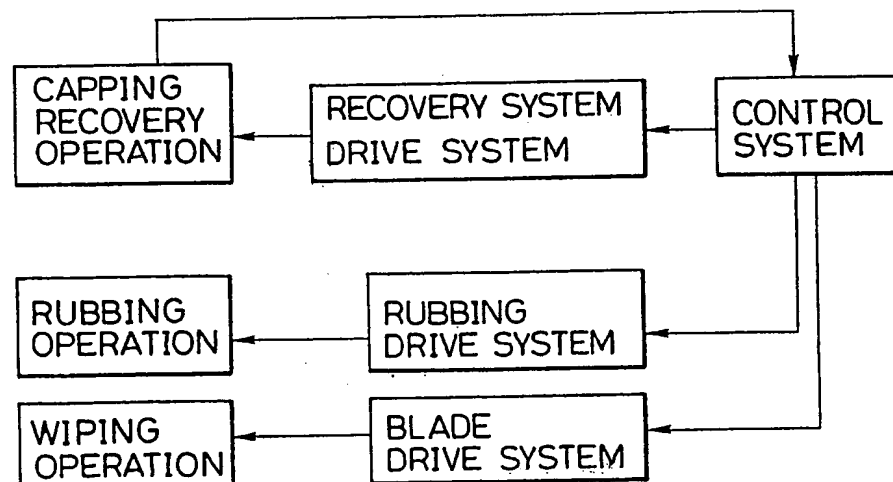 CAPPING
RECOVERY
OPERATION
RECOVERY SYSTEM
DRIVE SYSTEM
CONTROL
SYSTEM
RUBBING
OPERATION
RUBBING
DRIVE SYSTEM
WIPING
OPERATION
BLADE
DRIVE SYSTEM